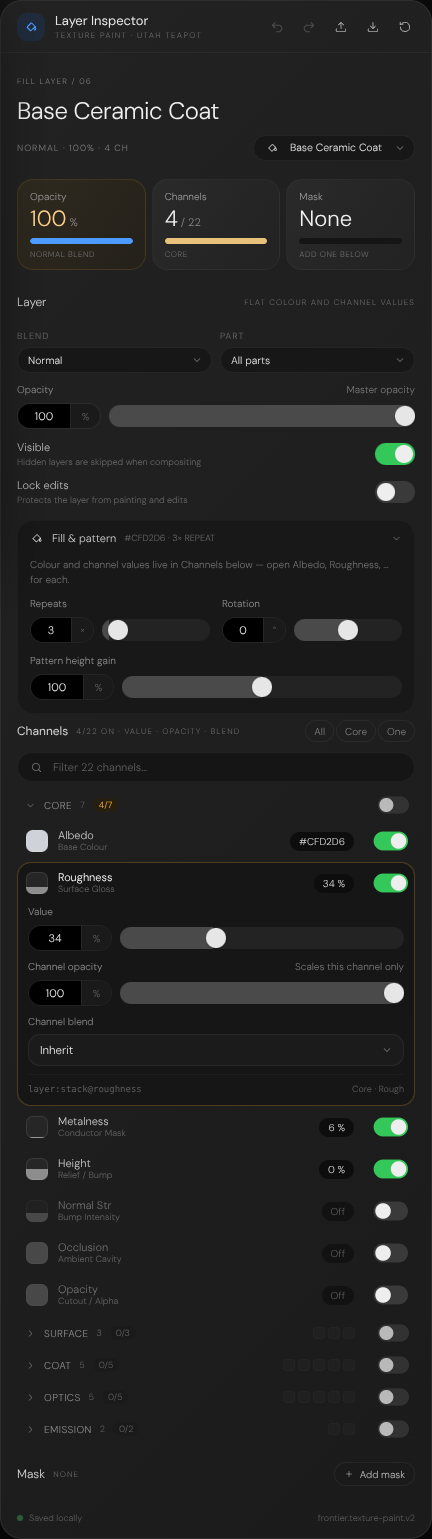 Layer Inspector
TEXTURE PAINT · UTAH TEAPOT
FILL LAYER / 06
Base Ceramic Coat
NORMAL · 100% · 4 CH
Base Ceramic Coat
Opacity
100 %
NORMAL BLEND
Channels
4 / 22
CORE
Mask
None
ADD ONE BELOW
Layer
FLAT COLOUR AND CHANNEL VALUES
BLEND
PART
Normal
All parts
Opacity
Master opacity
100 %
Visible
Hidden layers are skipped when compositing
Lock edits
Protects the layer from painting and edits
Fill & pattern #CFD2D6 · 3× REPEAT
Colour and channel values live in Channels below — open Albedo, Roughness, …
for each.
Repeats
Rotation
3 ×
0 °
Pattern height gain
100 %
Channels 4/22 ON · VALUE · OPACITY · BLEND
All
Core
One
Filter 22 channels…
CORE 7 4/7
Albedo
Base Colour
#CFD2D6
Roughness
Surface Gloss
34 %
Value
34 %
Channel opacity
Scales this channel only
100 %
Channel blend
Inherit
layer:stack@roughness
Core · Rough
Metalness
Conductor Mask
6 %
Height
Relief / Bump
0 %
Normal Str
Bump Intensity
Off
Occlusion
Ambient Cavity
Off
Opacity
Cutout / Alpha
Off
SURFACE 3 0/3
COAT 5 0/5
OPTICS 5 0/5
EMISSION 2 0/2
Mask NONE
+ Add mask
Saved locally
frontier.texture-paint.v2